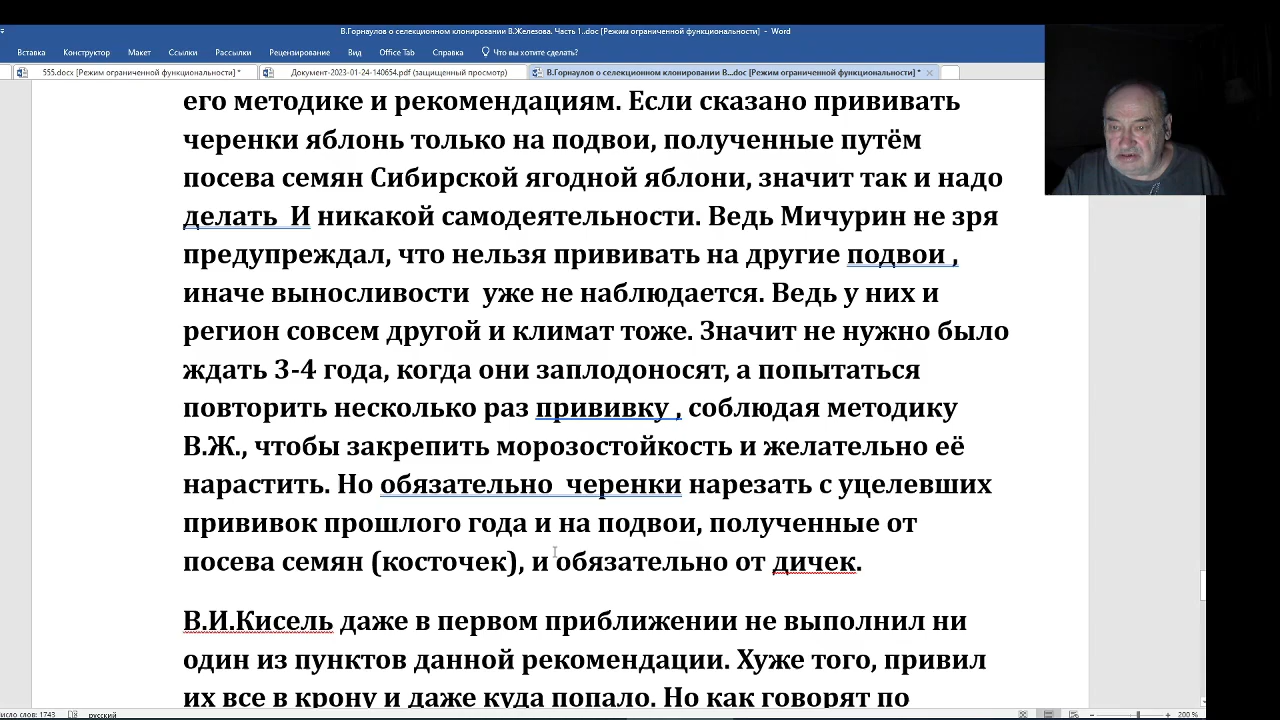 В.Горнаулов о селекционном клонировании В.Железова. Часть 1..doc [Режим ограниченной функциональности] - Word
Вставка Конструктор Макет Ссылки Рассылки Рецензирование Вид Office Tab Справка Что вы хотите сделать?
555.docx [Режим ограниченной функциональности] * Документ-2023-01-24-140654.pdf (защищенный просмотр) В.Горнаулов о селекционном клонировании В...doc [Режим ограниченной функциональности] *
его методике и рекомендациям. Если сказано прививать
черенки яблонь только на подвои, полученные путём
посева семян Сибирской ягодной яблони, значит так и надо
делать  И никакой самодеятельности. Ведь Мичурин не зря
предупреждал, что нельзя прививать на другие подвои ,
иначе выносливости  уже не наблюдается. Ведь у них и
регион совсем другой и климат тоже. Значит не нужно было
ждать 3-4 года, когда они заплодоносят, а попытаться
повторить несколько раз прививку , соблюдая методику
В.Ж., чтобы закрепить морозостойкость и желательно её
нарастить. Но обязательно  черенки нарезать с уцелевших
прививок прошлого года и на подвои, полученные от
посева семян (косточек), и обязательно от дичек.
В.И.Кисель даже в первом приближении не выполнил ни
один из пунктов данной рекомендации. Хуже того, привил
их все в крону и даже куда попало. Но как говорят по
число слов: 1743 русский 200 %